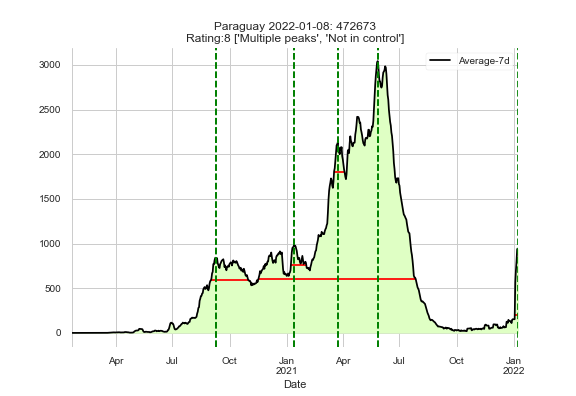 Paraguay 2022-01-08: 472673
Rating:8 ['Multiple peaks', 'Not in control']
Average-7d
3000
2500
2000
1500
1000
500
0
Apr Jul Oct Jan Apr Jul Oct Jan
2021 2022
Date